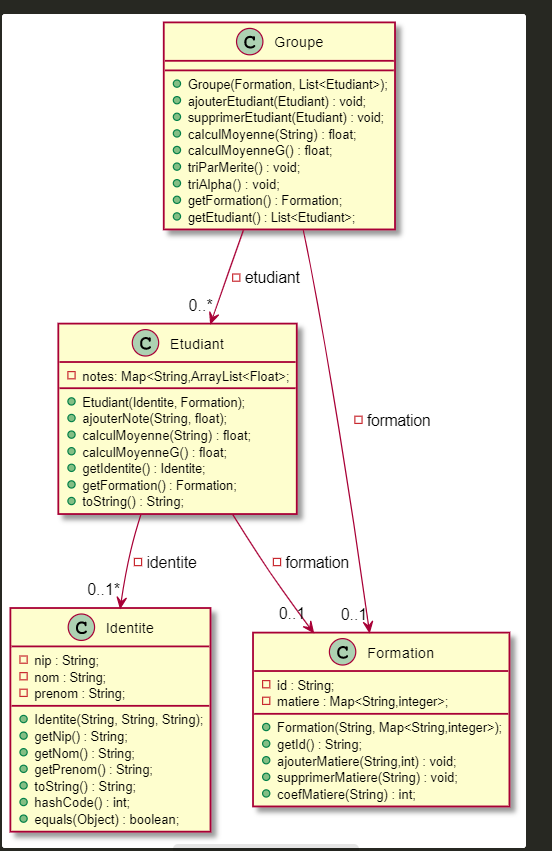 C Groupe
Groupe(Formation, List<Etudiant>);
ajouterEtudiant(Etudiant) : void;
supprimerEtudiant(Etudiant) : void;
calculMoyenne(String) : float;
calculMoyenneG() : float;
triParMerite() : void;
triAlpha() : void;
getFormation() : Formation;
getEtudiant() : List<Etudiant>;
etudiant
0..*
C Etudiant
notes: Map<String,ArrayList<Float>;
Etudiant(Identite, Formation);
ajouterNote(String, float);
calculMoyenne(String) : float;
calculMoyenneG() : float;
getIdentite() : Identite;
getFormation() : Formation;
toString() : String;
formation
identite
formation
0..1*
0..1
0..1
C Identite
nip : String;
nom : String;
prenom : String;
Identite(String, String, String);
getNip() : String;
getNom() : String;
getPrenom() : String;
toString() : String;
hashCode() : int;
equals(Object) : boolean;
C Formation
id : String;
matiere : Map<String,integer>;
Formation(String, Map<String,integer>);
getId() : String;
ajouterMatiere(String,int) : void;
supprimerMatiere(String) : void;
coefMatiere(String) : int;